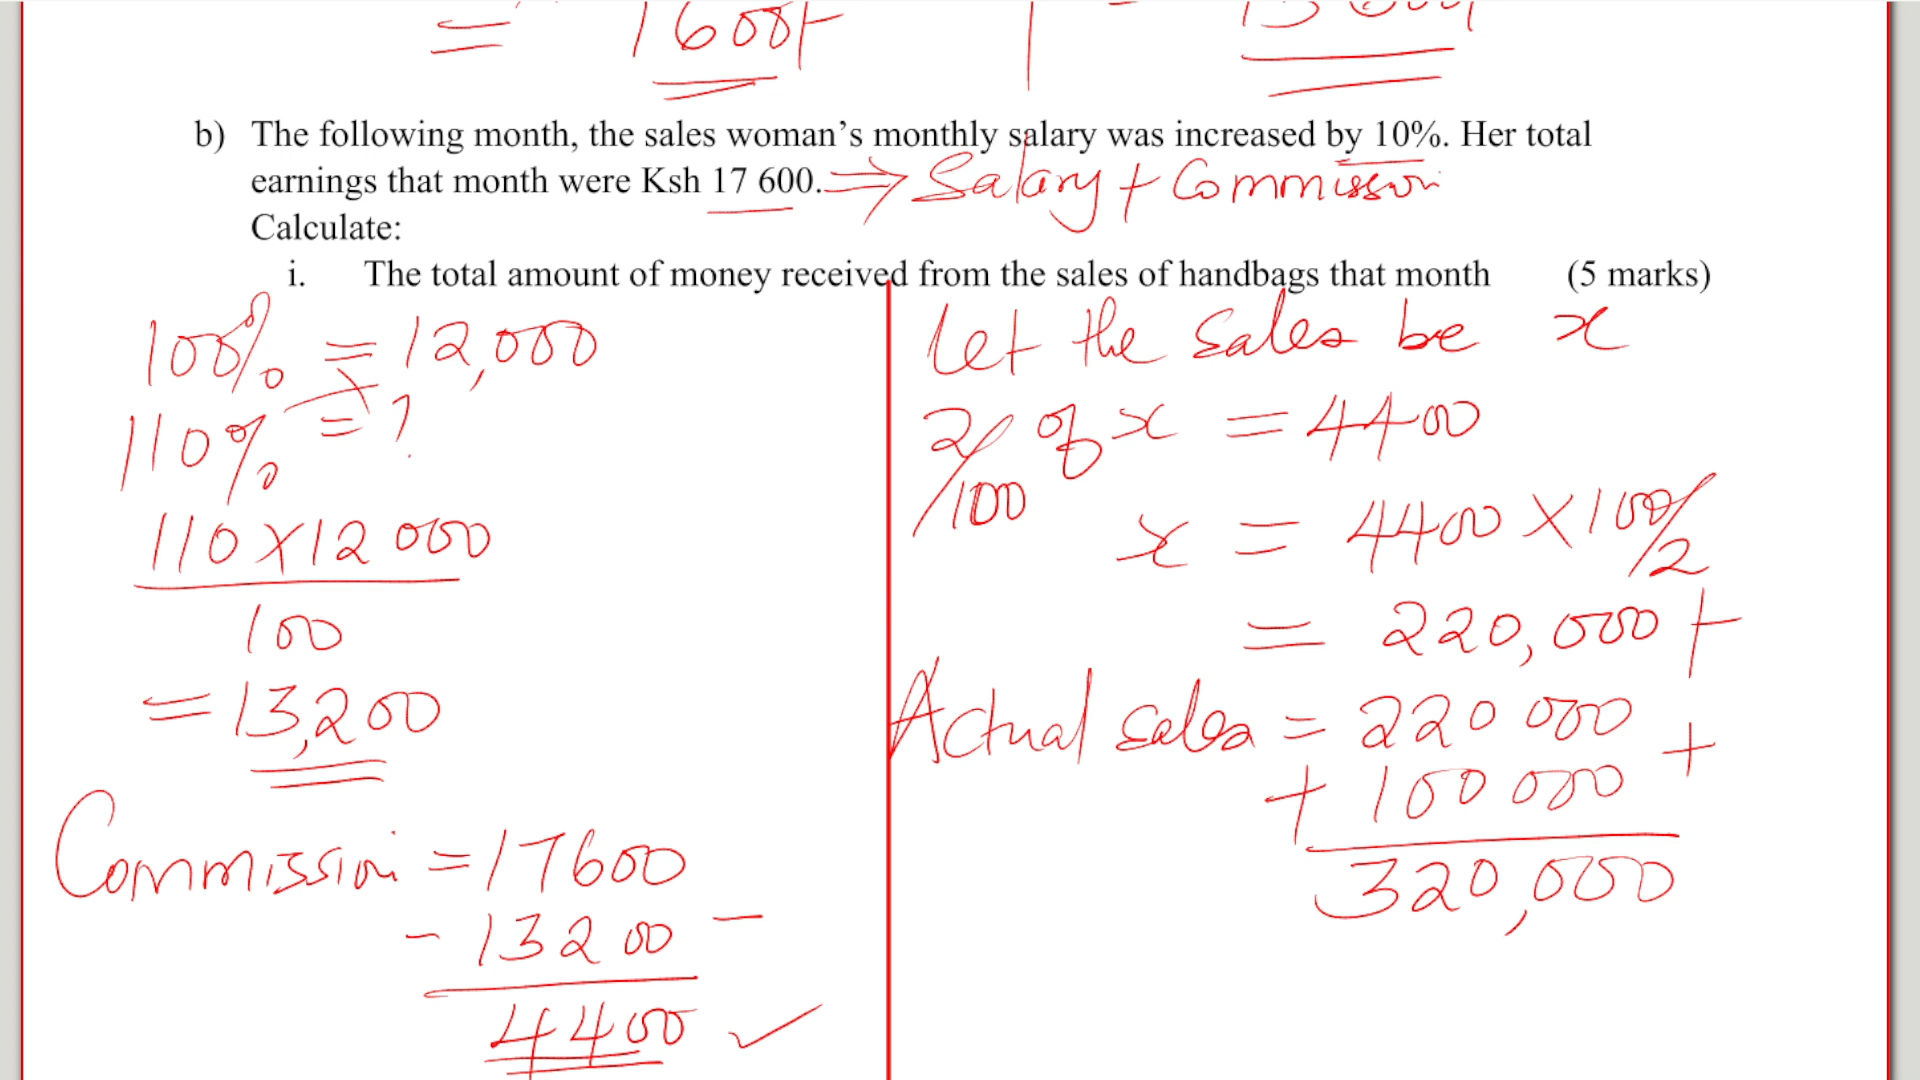 = 1600/-
b) The following month, the sales woman's monthly salary was increased by 10%. Her total
earnings that month were Ksh 17 600. ⇒ Salary + Commission
Calculate:
i. The total amount of money received from the sales of handbags that month (5 marks)
100% = 12,000
110% = ?
110 X 12 000
100
= 13,200
Commission = 17600
- 13200 -
4400 ✓
Let the sales be x
2/100 of x = 4400
x = 4400 X 100/2
= 220,000/-
Actual sales = 220 000
+ 100 000 +
320,000